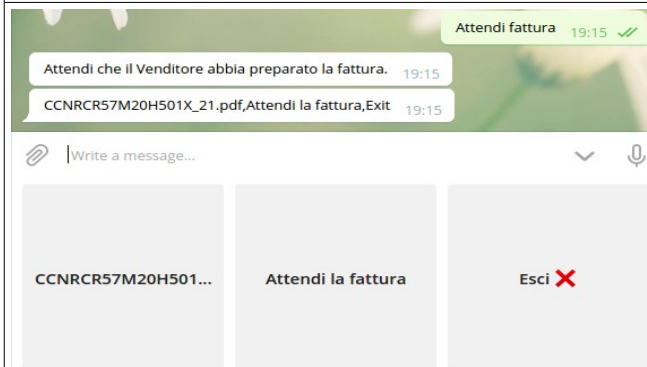 Attendi fattura 19:15
Attendi che il Venditore abbia preparato la fattura. 19:15
CCNRCR57M20H501X_21.pdf,Attendi la fattura,Exit 19:15
Write a message...
CCNRCR57M20H501... Attendi la fattura Esci ❌